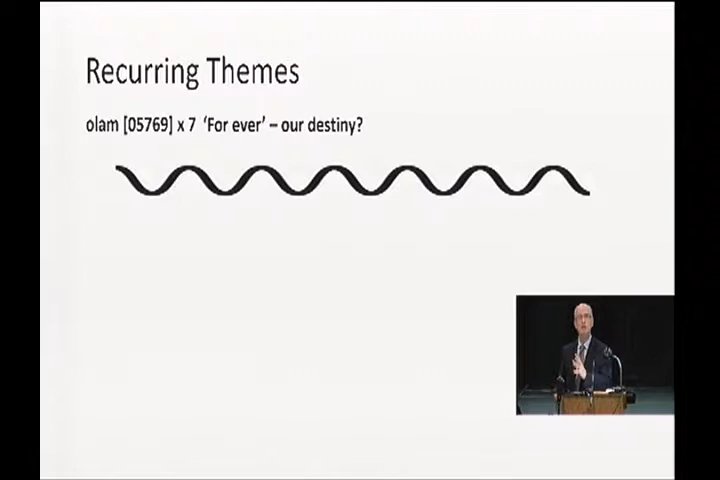 Recurring Themes
olam [05769] x 7 ‘For ever’ – our destiny?